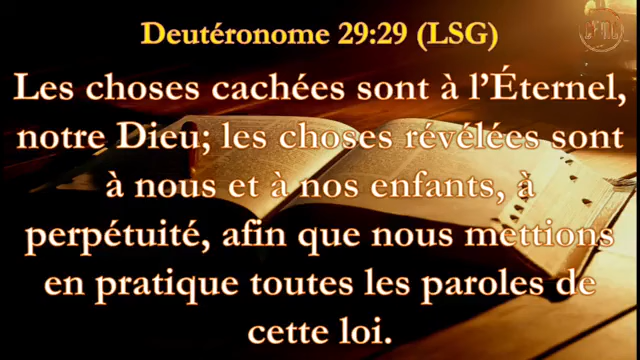 Deutéronome 29:29 (LSG)
Les choses cachées sont à l’Éternel,
notre Dieu; les choses révélées sont
à nous et à nos enfants, à
perpétuité, afin que nous mettions
en pratique toutes les paroles de
cette loi.